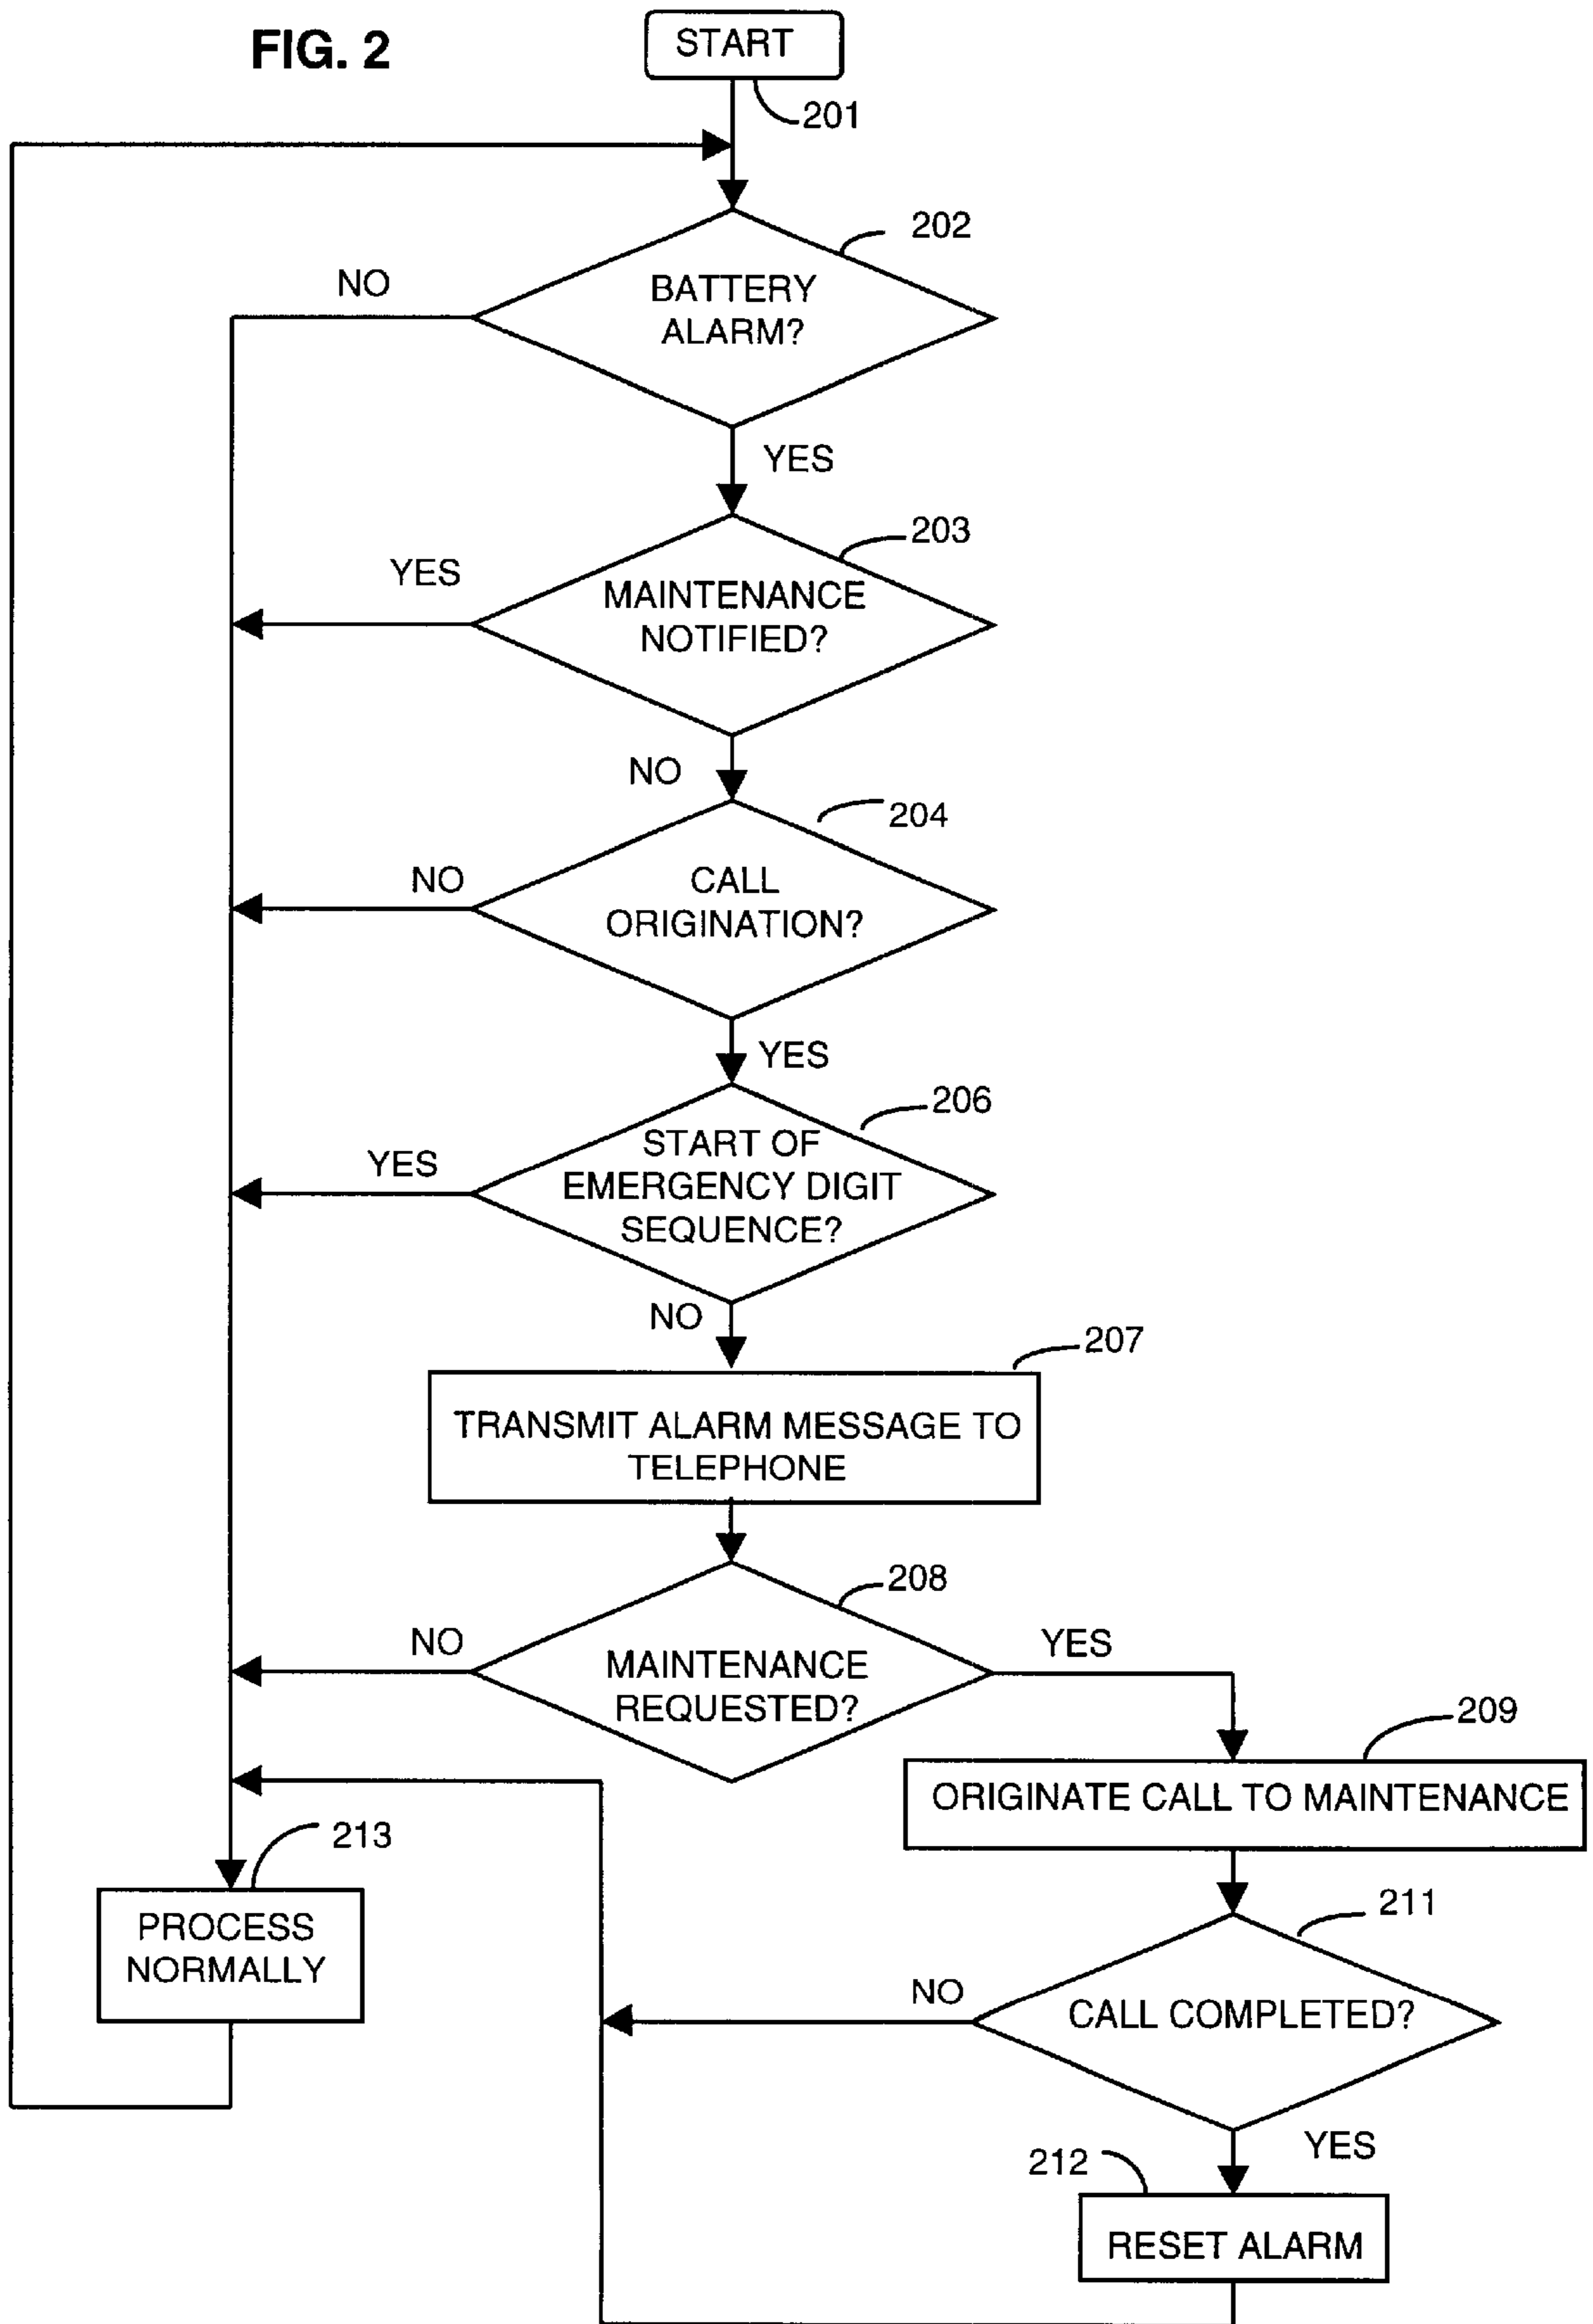 FIG. 2
START
201
202
NO
BATTERY
ALARM?
YES
203
YES
MAINTENANCE
NOTIFIED?
NO
204
NO
CALL
ORIGINATION?
YES
206
YES
START OF
EMERGENCY DIGIT
SEQUENCE?
NO
207
TRANSMIT ALARM MESSAGE TO
TELEPHONE
208
NO
YES
MAINTENANCE
REQUESTED?
209
ORIGINATE CALL TO MAINTENANCE
213
PROCESS
NORMALLY
211
NO
CALL COMPLETED?
YES
212
RESET ALARM